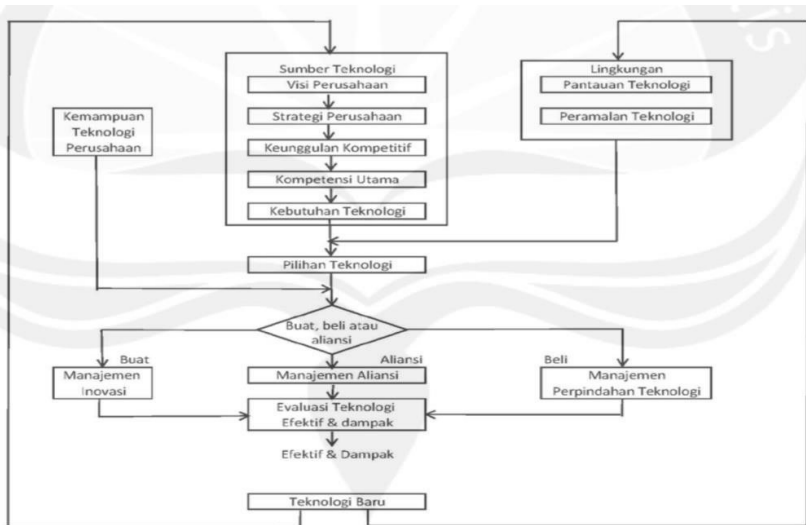 Sumber Teknologi
Visi Perusahaan
Strategi Perusahaan
Keunggulan Kompetitif
Kompetensi Utama
Kebutuhan Teknologi
Lingkungan
Pantauan Teknologi
Peramalan Teknologi
Kemampuan
Teknologi
Perusahaan
Pilihan Teknologi
Buat, beli atau
aliansi
Buat
Aliansi
Beli
Manajemen
Inovasi
Manajemen Aliansi
Manajemen
Perpindahan Teknologi
Evaluasi Teknologi
Efektif & dampak
Efektif & Dampak
Teknologi Baru